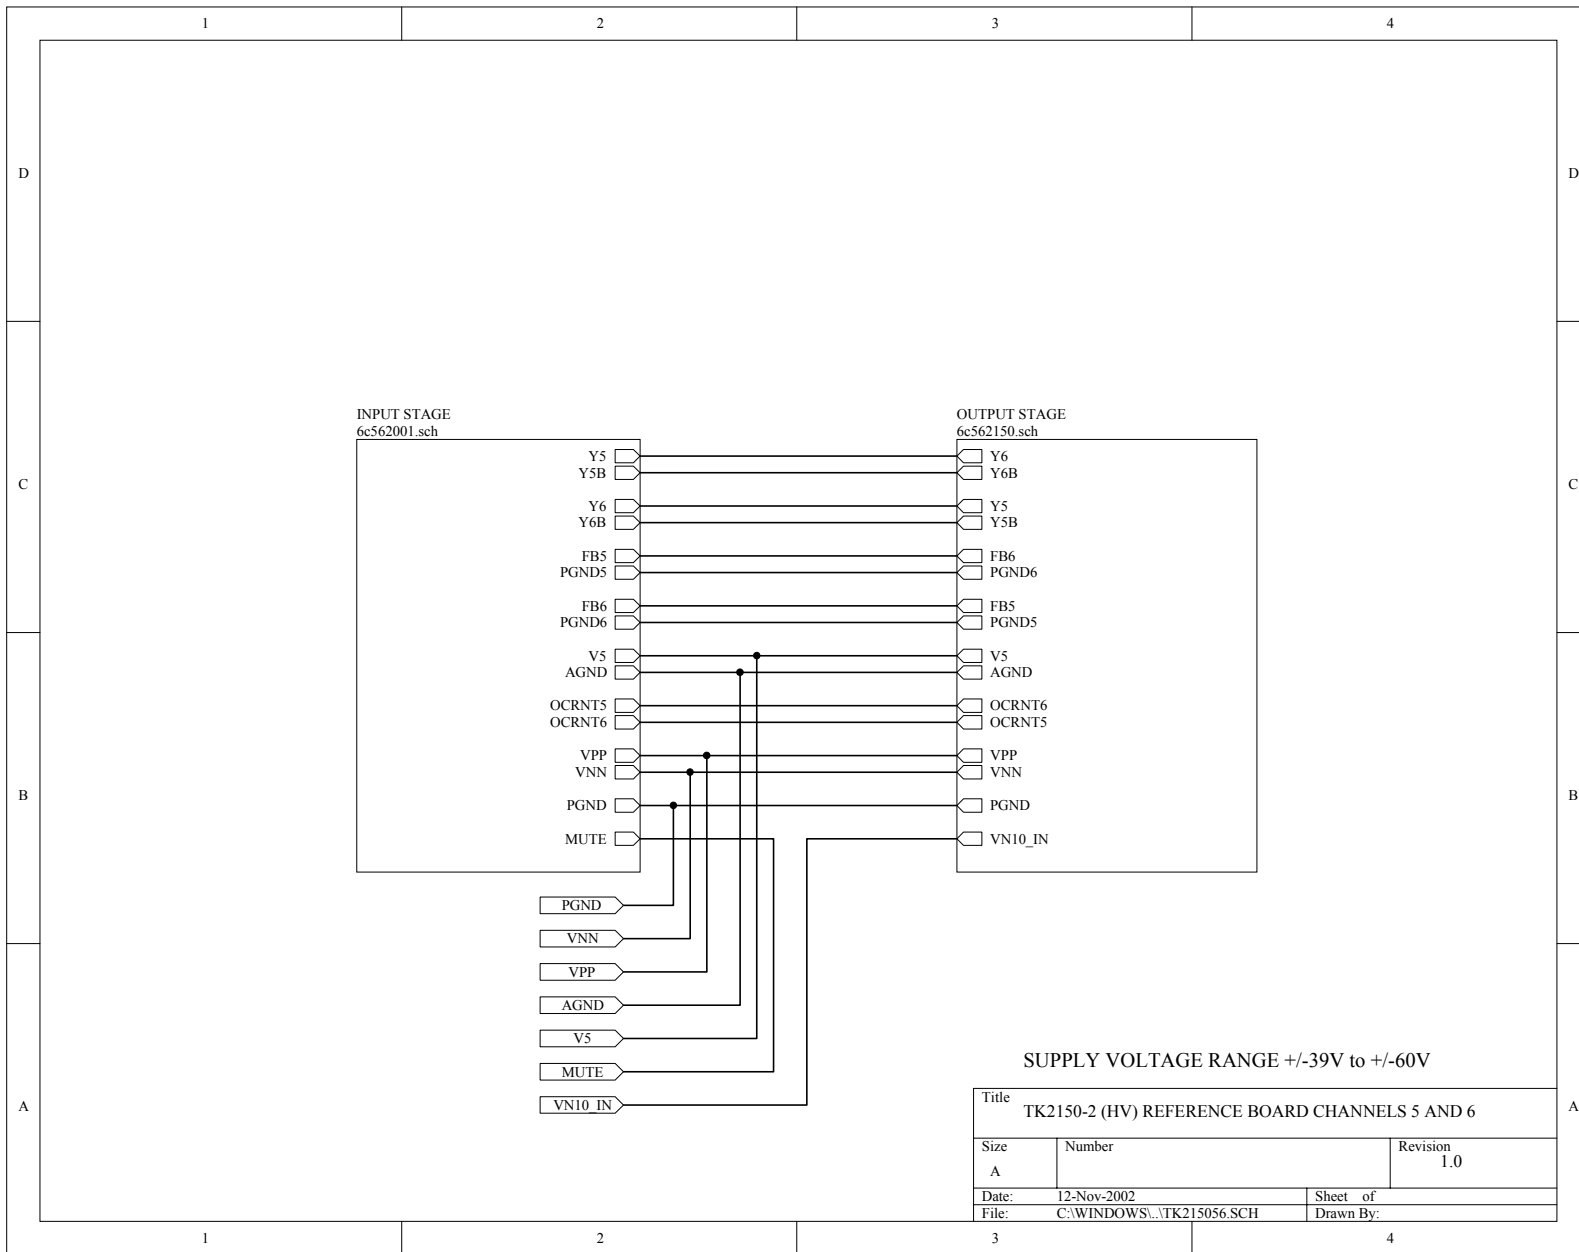 1 2 3 4
D D
INPUT STAGE OUTPUT STAGE
6c562001.sch 6c562150.sch
Y5 Y6
Y5B Y6B
C C
Y6 Y5
Y6B Y5B
FB5 FB6
PGND5 PGND6
FB6 FB5
PGND6 PGND5
V5 V5
AGND AGND
OCRNT5 OCRNT6
OCRNT6 OCRNT5
VPP VPP
VNN VNN
B B
PGND PGND
MUTE VN10_IN
PGND
VNN
VPP
AGND
V5
SUPPLY VOLTAGE RANGE +/-39V to +/-60V
MUTE
Title
A VN10_IN TK2150-2 (HV) REFERENCE BOARD CHANNELS 5 AND 6 A
Size Number Revision
A 1.0
Date: 12-Nov-2002 Sheet of
File: C:\WINDOWS\..\TK215056.SCH Drawn By:
1 2 3 4